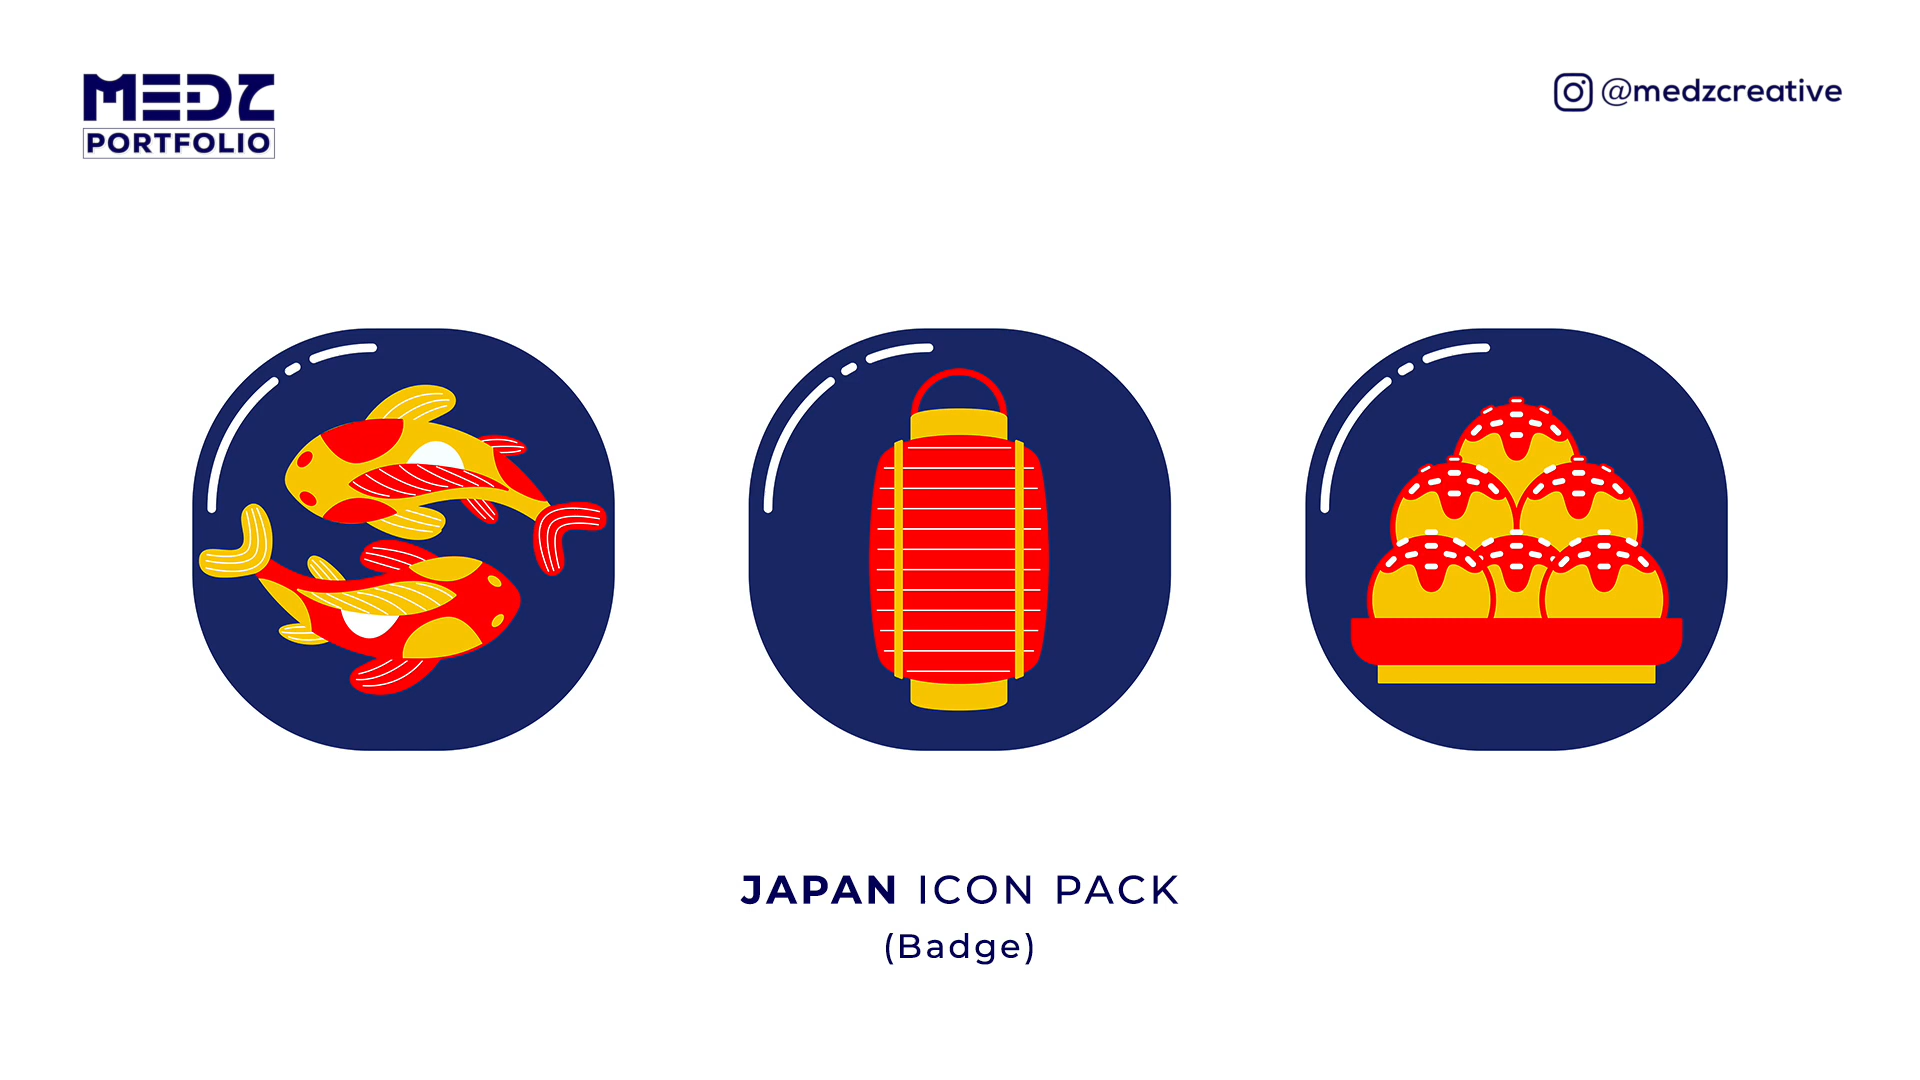 MEDZ
PORTFOLIO
@medzcreative
JAPAN ICON PACK
(Badge)